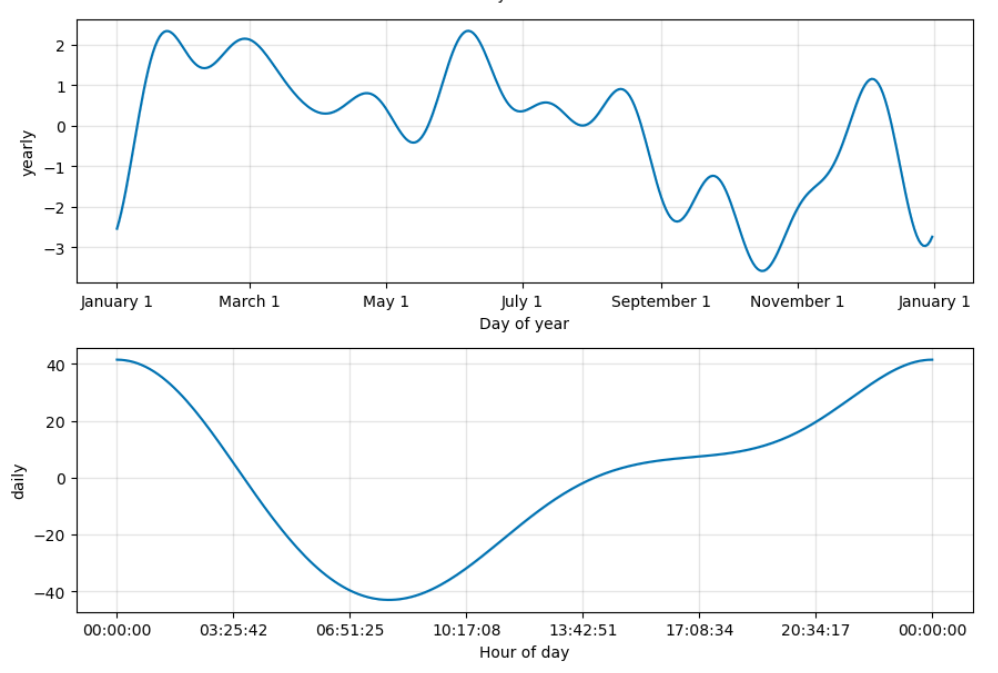 2
1
0
−1
−2
−3
yearly
January 1 March 1 May 1 July 1 September 1 November 1 January 1
Day of year
40
20
0
−20
−40
daily
00:00:00 03:25:42 06:51:25 10:17:08 13:42:51 17:08:34 20:34:17 00:00:00
Hour of day